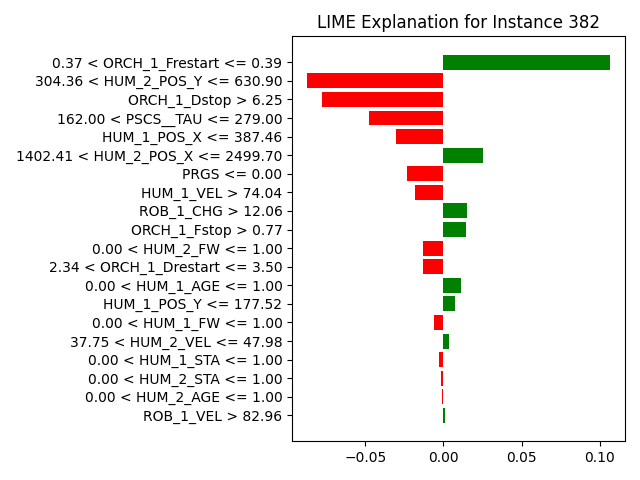 LIME Explanation for Instance 382
0.37 < ORCH_1_Frestart <= 0.39
304.36 < HUM_2_POS_Y <= 630.90
ORCH_1_Dstop > 6.25
162.00 < PSCS__TAU <= 279.00
HUM_1_POS_X <= 387.46
1402.41 < HUM_2_POS_X <= 2499.70
PRGS <= 0.00
HUM_1_VEL > 74.04
ROB_1_CHG > 12.06
ORCH_1_Fstop > 0.77
0.00 < HUM_2_FW <= 1.00
2.34 < ORCH_1_Drestart <= 3.50
0.00 < HUM_1_AGE <= 1.00
HUM_1_POS_Y <= 177.52
0.00 < HUM_1_FW <= 1.00
37.75 < HUM_2_VEL <= 47.98
0.00 < HUM_1_STA <= 1.00
0.00 < HUM_2_STA <= 1.00
0.00 < HUM_2_AGE <= 1.00
ROB_1_VEL > 82.96
−0.05 0.00 0.05 0.10